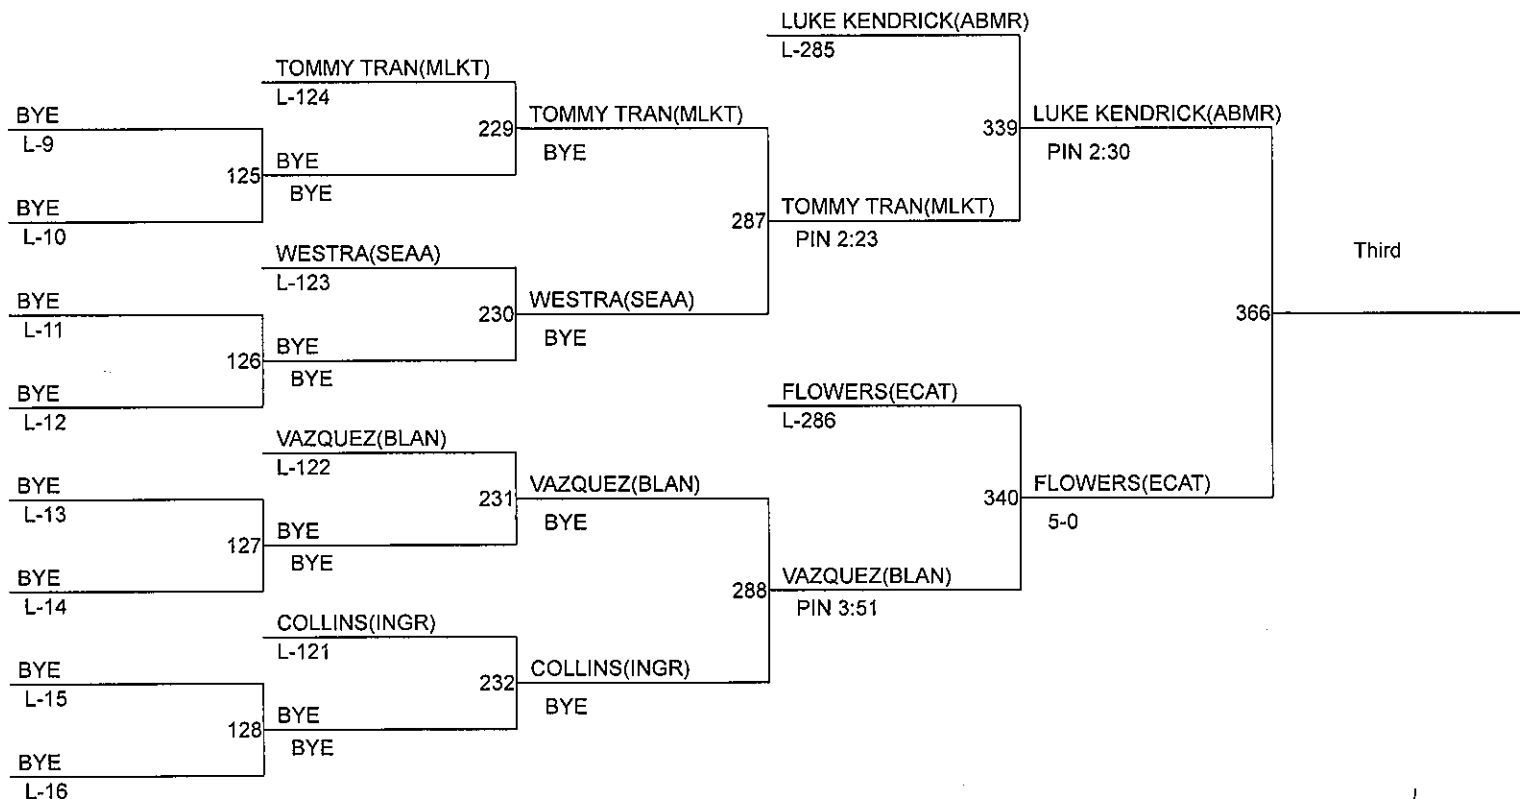 LUKE KENDRICK(ABMR)
L-285
TOMMY TRAN(MLKT)
L-124
BYE
L-9
229
TOMMY TRAN(MLKT)
BYE
339
LUKE KENDRICK(ABMR)
PIN 2:30
125
BYE
BYE
BYE
L-10
287
TOMMY TRAN(MLKT)
PIN 2:23
WESTRA(SEAA)
L-123
Third
BYE
L-11
230
WESTRA(SEAA)
BYE
366
126
BYE
BYE
BYE
L-12
FLOWERS(ECAT)
L-286
VAZQUEZ(BLAN)
L-122
BYE
L-13
231
VAZQUEZ(BLAN)
BYE
340
FLOWERS(ECAT)
5-0
127
BYE
BYE
BYE
L-14
288
VAZQUEZ(BLAN)
PIN 3:51
COLLINS(INGR)
L-121
BYE
L-15
232
COLLINS(INGR)
BYE
128
BYE
BYE
BYE
L-16